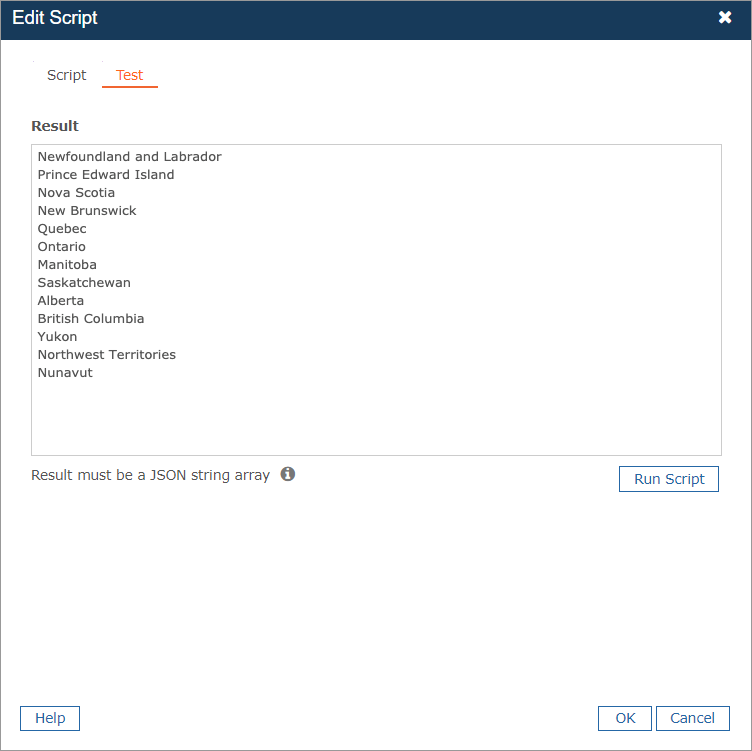 Edit Script
Script Test
Result
Newfoundland and Labrador
Prince Edward Island
Nova Scotia
New Brunswick
Quebec
Ontario
Manitoba
Saskatchewan
Alberta
British Columbia
Yukon
Northwest Territories
Nunavut
Result must be a JSON string array
Run Script
Help OK Cancel